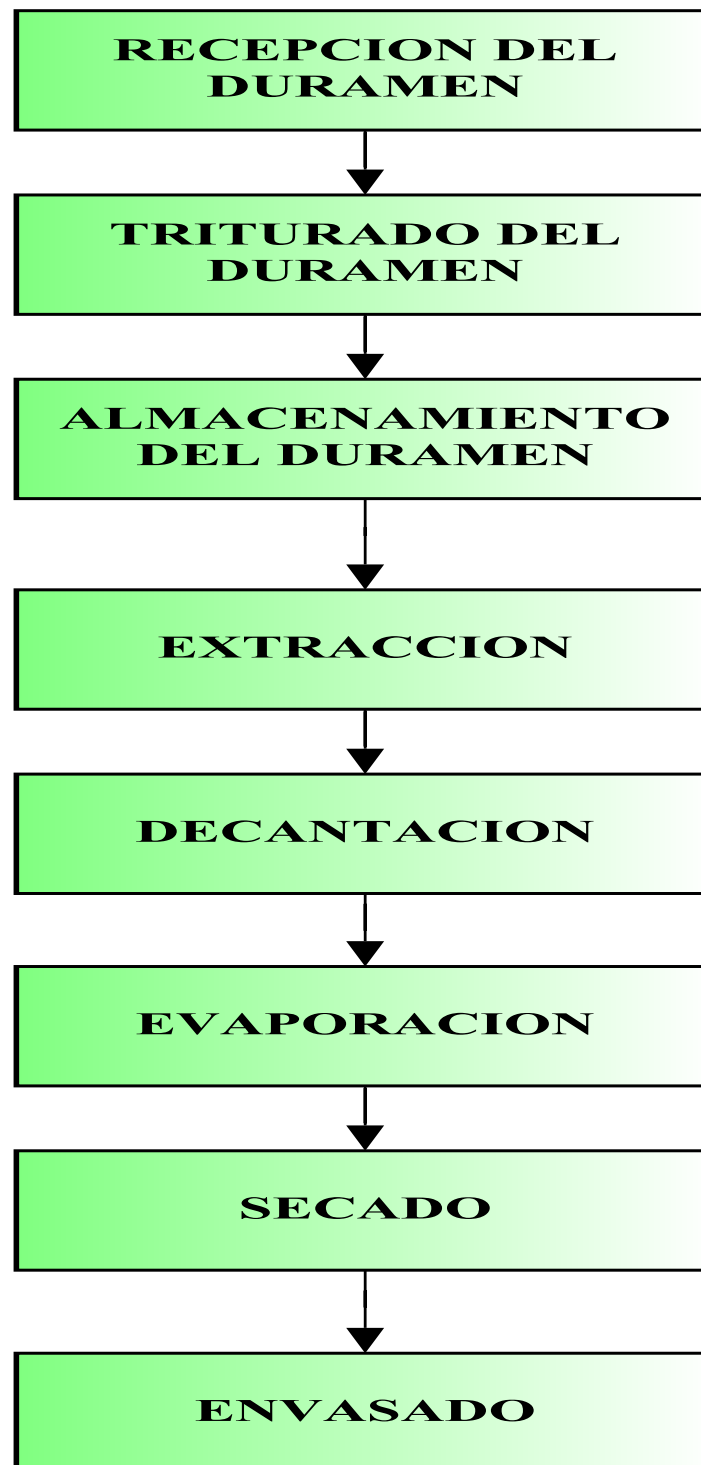 RECEPCION DEL
DURAMEN
TRITURADO DEL
DURAMEN
ALMACENAMIENTO
DEL DURAMEN
EXTRACCION
DECANTACION
EVAPORACION
SECADO
ENVASADO